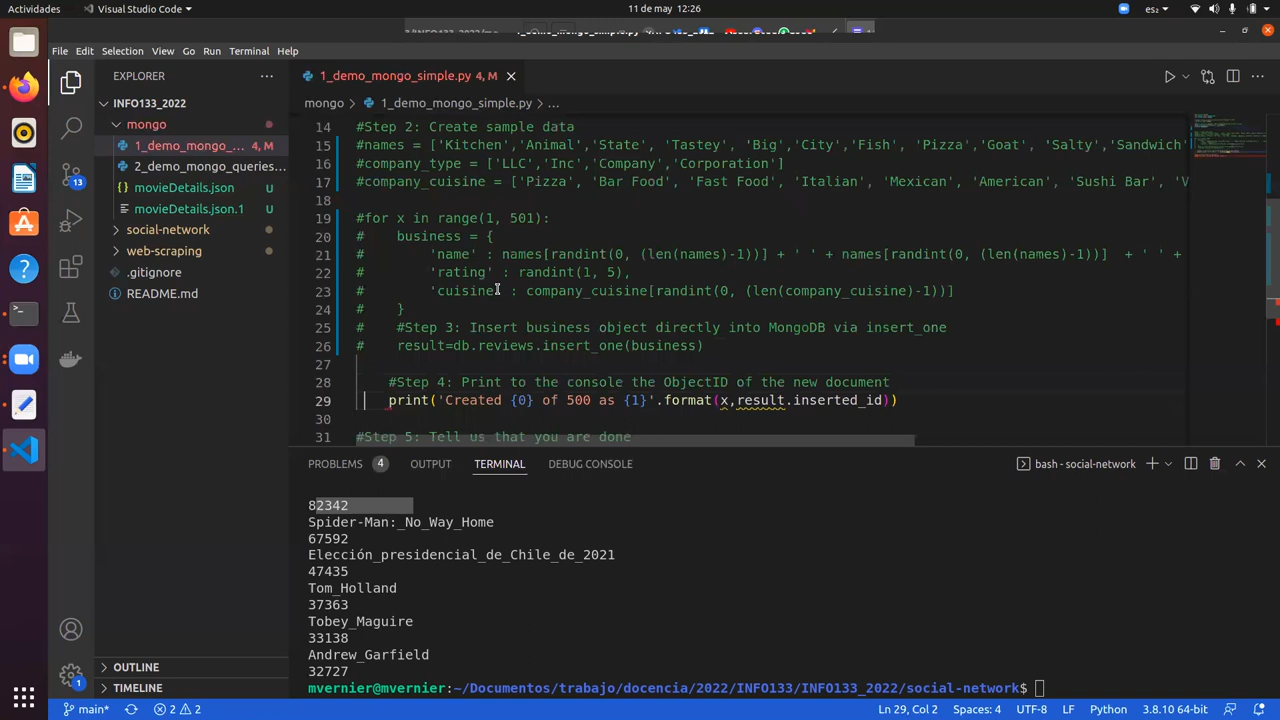 Actividades
Visual Studio Code
11 de may 12:26
es₂
File Edit Selection View Go Run Terminal Help
EXPLORER
INFO133_2022
mongo
1_demo_mongo_... 4, M
2_demo_mongo_queries...
movieDetails.json U
movieDetails.json.1 U
social-network
web-scraping
.gitignore
README.md
OUTLINE
TIMELINE
13
1
1_demo_mongo_simple.py 4, M
mongo > 1_demo_mongo_simple.py > ...
14 #Step 2: Create sample data
15 #names = ['Kitchen','Animal','State', 'Tastey', 'Big','City','Fish', 'Pizza','Goat', 'Salty','Sandwich'
16 #company_type = ['LLC','Inc','Company','Corporation']
17 #company_cuisine = ['Pizza', 'Bar Food', 'Fast Food', 'Italian', 'Mexican', 'American', 'Sushi Bar', 'V
18
19 #for x in range(1, 501):
20 # business = {
21 # 'name' : names[randint(0, (len(names)-1))] + ' ' + names[randint(0, (len(names)-1))] + ' ' +
22 # 'rating' : randint(1, 5),
23 # 'cuisine' : company_cuisine[randint(0, (len(company_cuisine)-1))]
24 # }
25 # #Step 3: Insert business object directly into MongoDB via insert_one
26 # result=db.reviews.insert_one(business)
27
28 #Step 4: Print to the console the ObjectID of the new document
29 print('Created {0} of 500 as {1}'.format(x,result.inserted_id))
30
31 #Step 5: Tell us that you are done
PROBLEMS 4 OUTPUT TERMINAL DEBUG CONSOLE
bash - social-network
82342
Spider-Man:_No_Way_Home
67592
Elección_presidencial_de_Chile_de_2021
47435
Tom_Holland
37363
Tobey_Maguire
33138
Andrew_Garfield
32727
mvernier@mvernier:~/Documentos/trabajo/docencia/2022/INFO133/INFO133_2022/social-network$
main* 2 2
Ln 29, Col 2 Spaces: 4 UTF-8 LF Python 3.8.10 64-bit